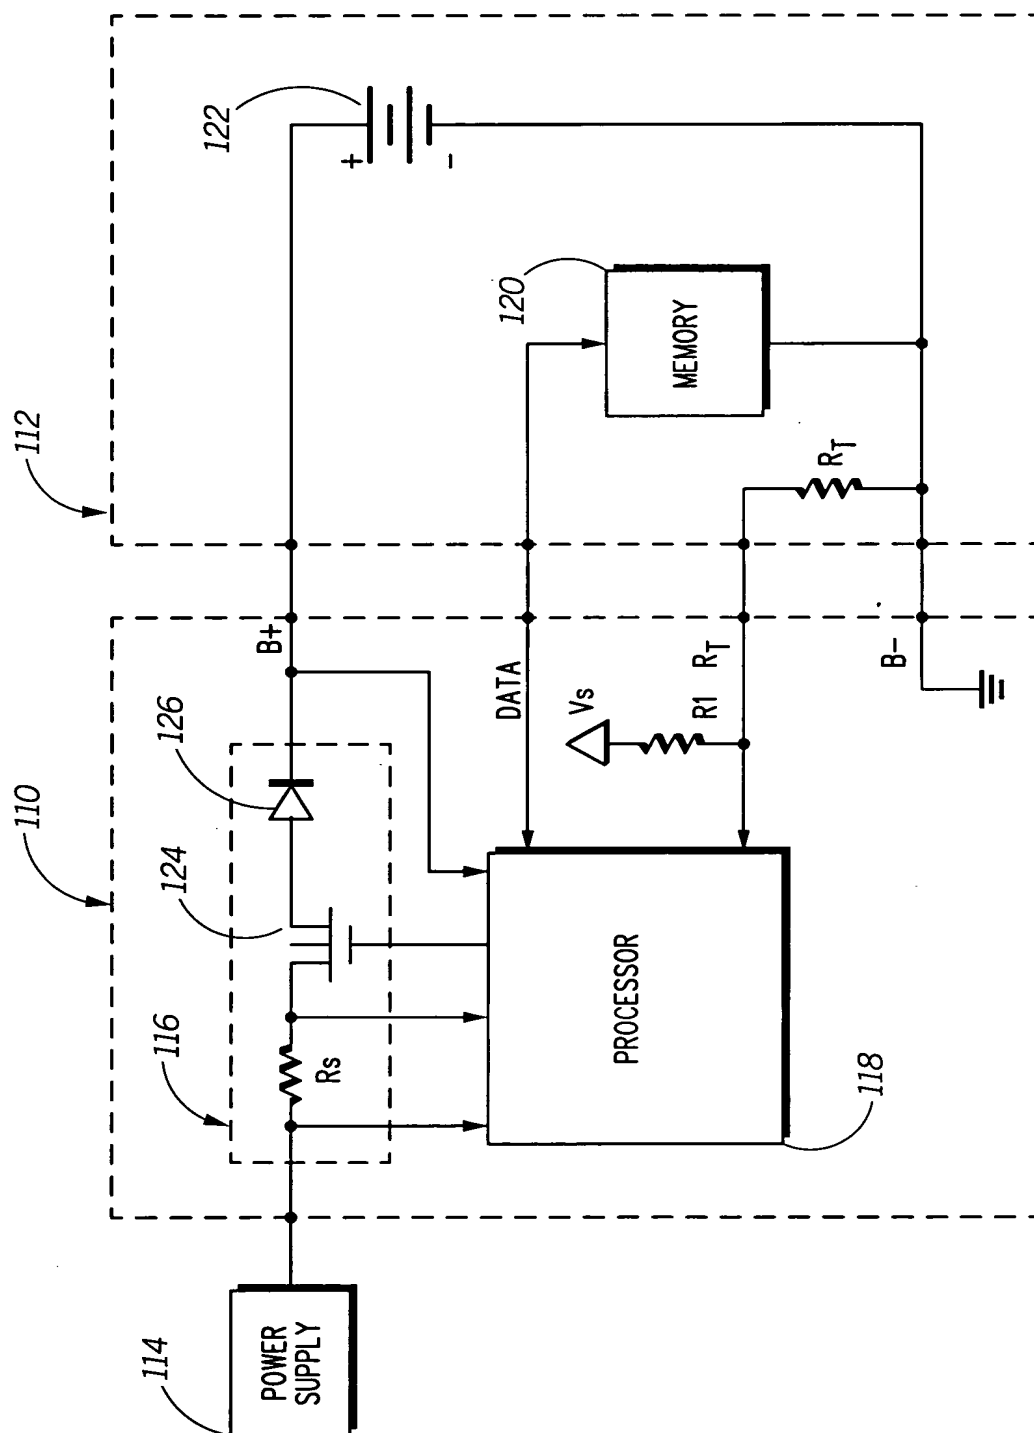 110
112
116
124
126
B+
122
+
-
114
POWER
SUPPLY
Rs
DATA
120
MEMORY
Vs
R1
RT
RT
PROCESSOR
118
B-